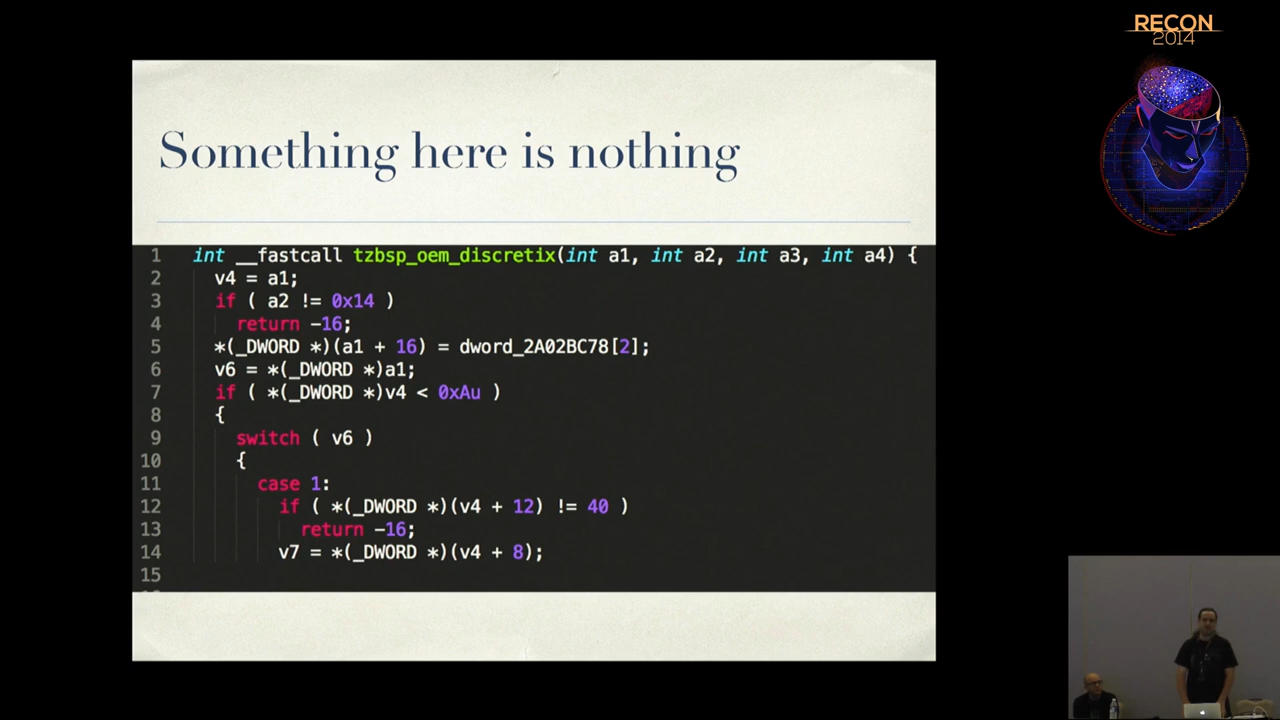 RECON
2014
Something here is nothing
1 int __fastcall tzbsp_oem_discretix(int a1, int a2, int a3, int a4) {
2 v4 = a1;
3 if ( a2 != 0x14 )
4 return -16;
5 *(_DWORD *)(a1 + 16) = dword_2A02BC78[2];
6 v6 = *(_DWORD *)a1;
7 if ( *(_DWORD *)v4 < 0xAu )
8 {
9 switch ( v6 )
10 {
11 case 1:
12 if ( *(_DWORD *)(v4 + 12) != 40 )
13 return -16;
14 v7 = *(_DWORD *)(v4 + 8);
15